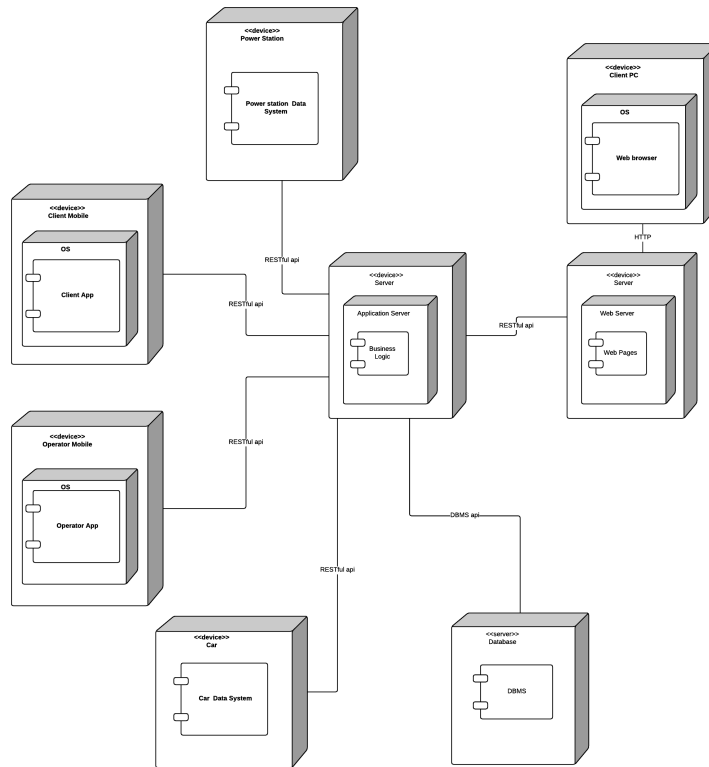 <<device>>
Power Station
Power station Data
System
<<device>>
Client PC
OS
Web browser
<<device>>
Client Mobile
OS
Client App
HTTP
RESTful api
<<device>>
Server
Application Server
Business
Logic
<<device>>
Server
Web Server
Web Pages
RESTful api
RESTful api
<<device>>
Operator Mobile
OS
Operator App
RESTful api
DBMS api
RESTful api
<<device>>
Car
Car Data System
<<server>>
Database
DBMS